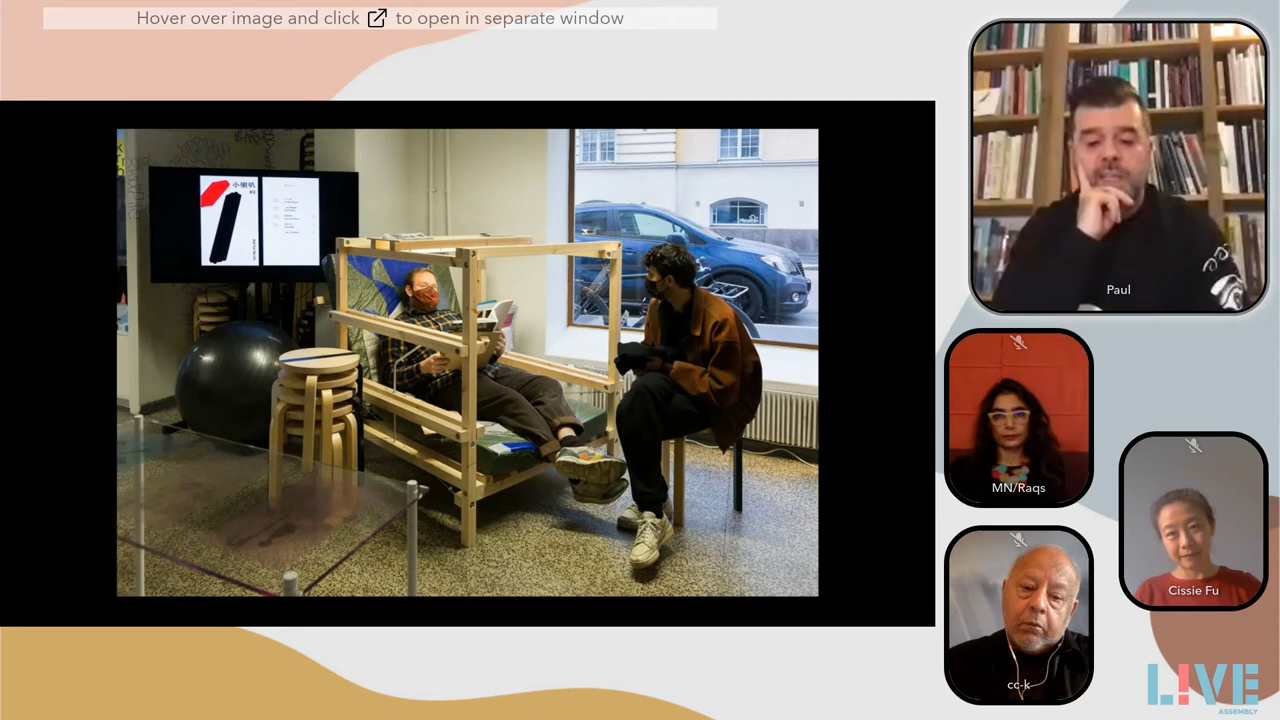 Hover over image and click to open in separate window
小喇叭
Paul
MN/Raqs
Cissie Fu
cc-k
L!VE
ASSEMBLY